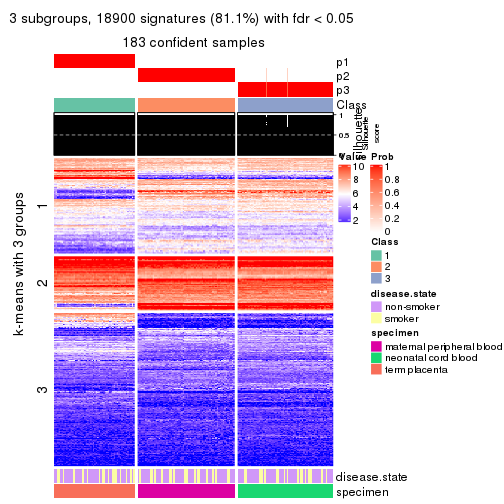 3 subgroups, 18900 signatures (81.1%) with fdr < 0.05
183 confident samples
p1
p2
p3
Class
1
0.5
0
Silhouette
score
silhouette
Value
10
8
6
4
2
Prob
1
0.8
0.6
0.4
0.2
0
Class
1
2
3
disease.state
non-smoker
smoker
specimen
maternal peripheral blood
neonatal cord blood
term placenta
k-means with 3 groups
1
2
3
disease.state
specimen